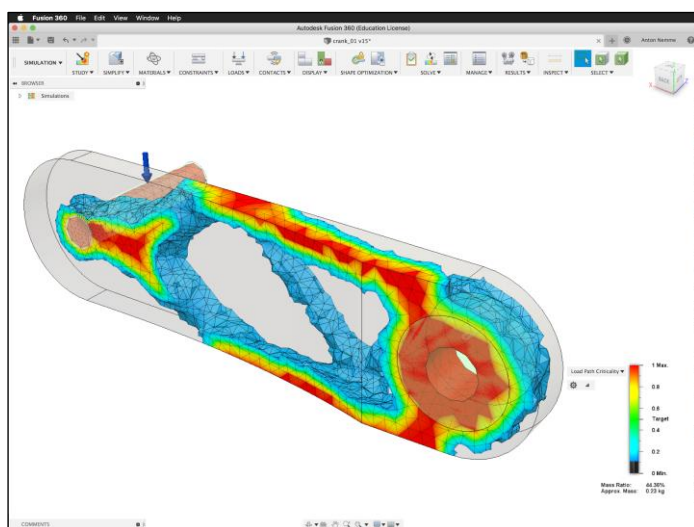 Fusion 360 File Edit View Window Help
Autodesk Fusion 360 (Education License)
crank_01 v15*
Anton Nemme
SIMULATION
STUDY SIMPLIFY MATERIALS CONSTRAINTS LOADS CONTACTS DISPLAY SHAPE OPTIMIZATION SOLVE MANAGE RESULTS INSPECT SELECT
BROWSER
Simulations
BACK
Load Path Criticality
1 Max.
0.8
0.6
Target
0.4
0.2
0 Min.
Mass Ratio: 44.30%
Approx. Mass: 0.23 kg
COMMENTS